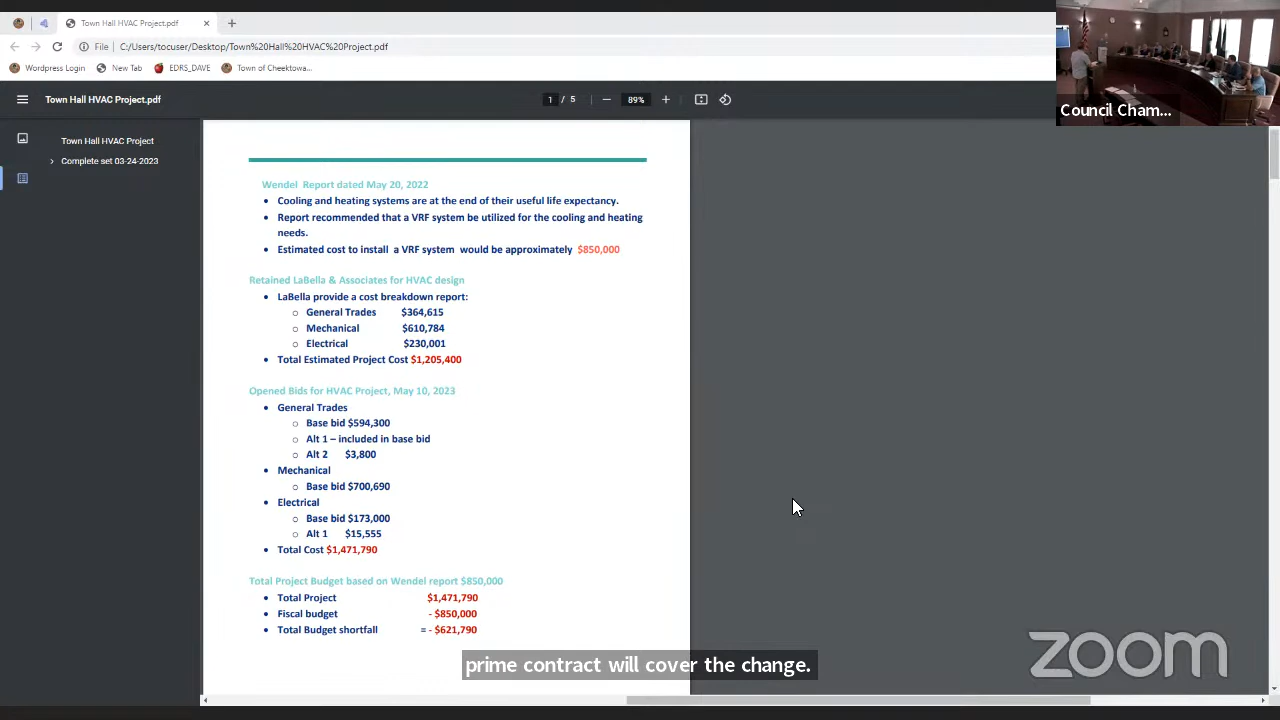 Town Hall HVAC Project.pdf
File C:/Users/tocuser/Desktop/Town%20Hall%20HVAC%20Project.pdf
Wordpress Login New Tab EDRS_DAVE Town of Cheektowa...
Town Hall HVAC Project.pdf 1 / 5 89%
Council Cham...
Town Hall HVAC Project
Complete set 03-24-2023
Wendel Report dated May 20, 2022
Cooling and heating systems are at the end of their useful life expectancy.
Report recommended that a VRF system be utilized for the cooling and heating
needs.
Estimated cost to install a VRF system would be approximately $850,000
Retained LaBella & Associates for HVAC design
LaBella provide a cost breakdown report:
General Trades $364,615
Mechanical $610,784
Electrical $230,001
Total Estimated Project Cost $1,205,400
Opened Bids for HVAC Project, May 10, 2023
General Trades
Base bid $594,300
Alt 1 – included in base bid
Alt 2 $3,800
Mechanical
Base bid $700,690
Electrical
Base bid $173,000
Alt 1 $15,555
Total Cost $1,471,790
Total Project Budget based on Wendel report $850,000
Total Project $1,471,790
Fiscal budget - $850,000
Total Budget shortfall = - $621,790
prime contract will cover the change.
zoom